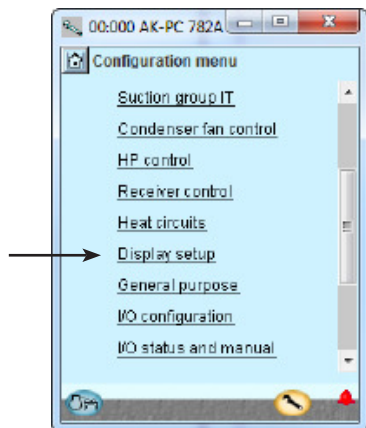 00:000 AK-PC 782A
Configuration menu
Suction group IT
Condenser fan control
HP control
Receiver control
Heat circuits
Display setup
General purpose
I/O configuration
I/O status and manual